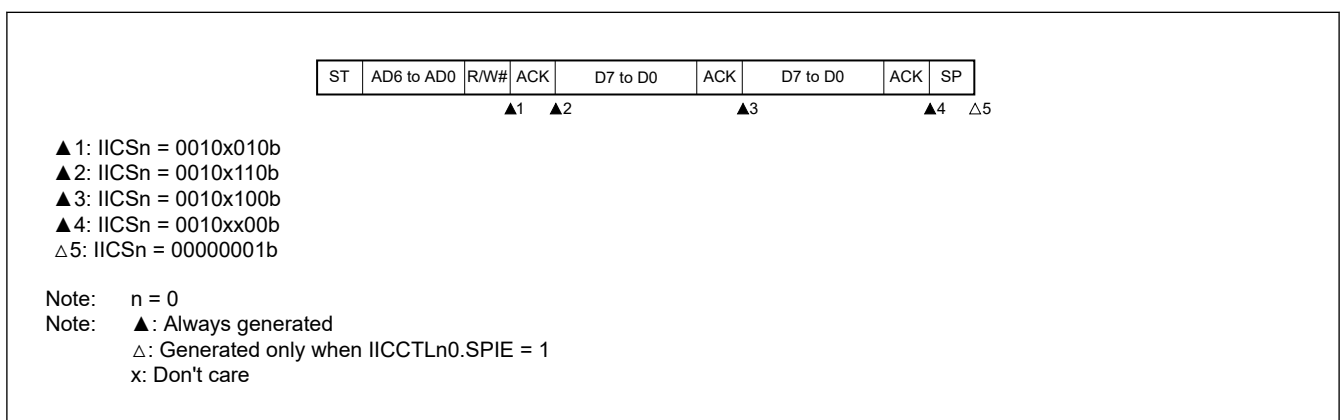 ST AD6 to AD0 R/W# ACK D7 to D0 ACK D7 to D0 ACK SP
▲1 ▲2 ▲3 ▲4 △5
▲1: IICSn = 0010x010b
▲2: IICSn = 0010x110b
▲3: IICSn = 0010x100b
▲4: IICSn = 0010xx00b
△5: IICSn = 00000001b
Note: n = 0
Note: ▲: Always generated
△: Generated only when IICCTLn0.SPIE = 1
x: Don't care